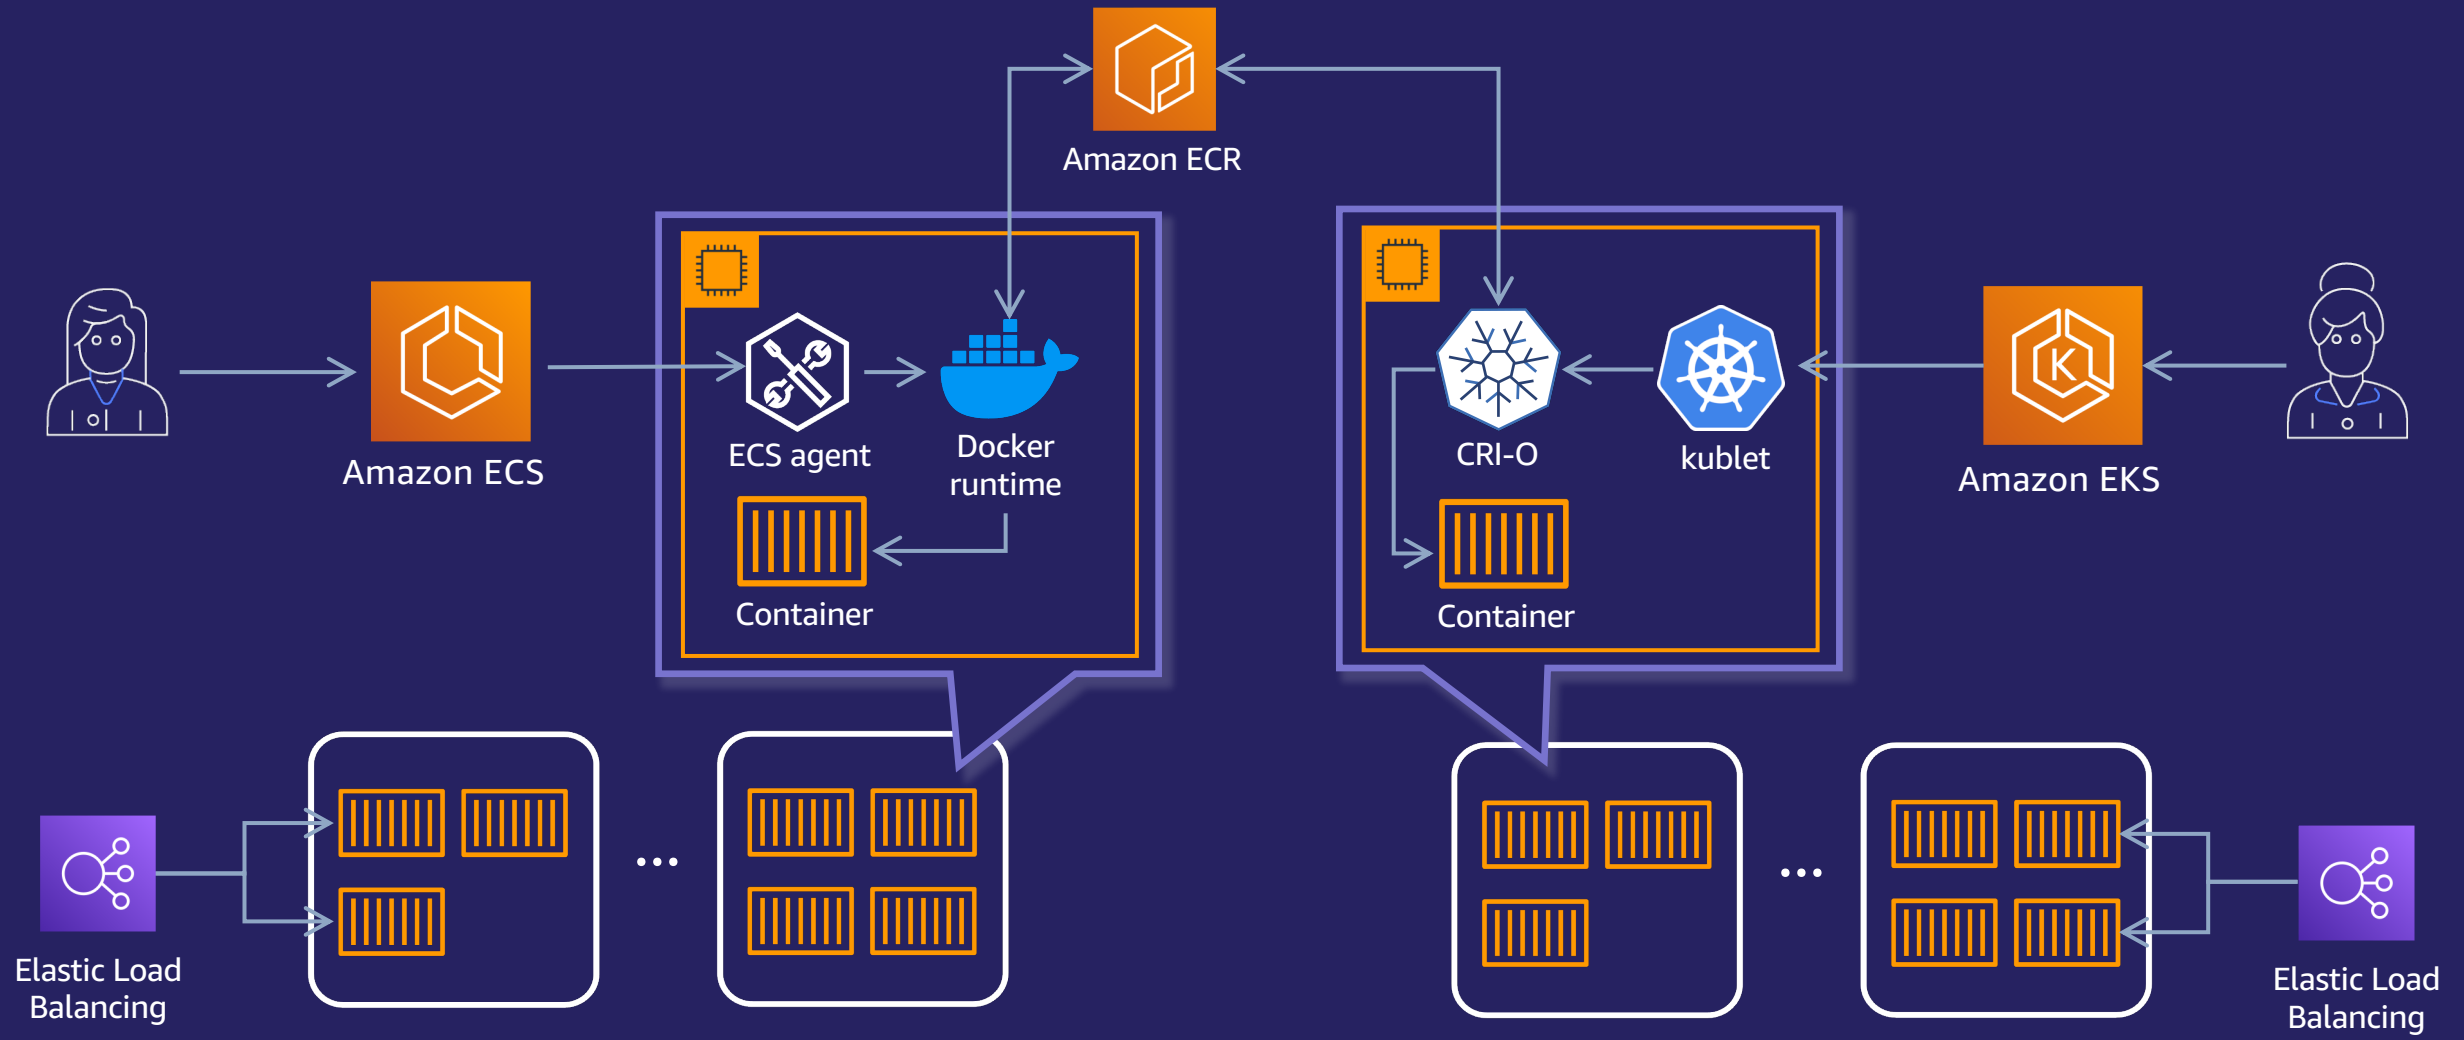 Amazon ECR
Amazon ECS
ECS agent
Docker
runtime
Container
CRI-O
kublet
Container
K
Amazon EKS
...
...
Elastic Load
Balancing
Elastic Load
Balancing